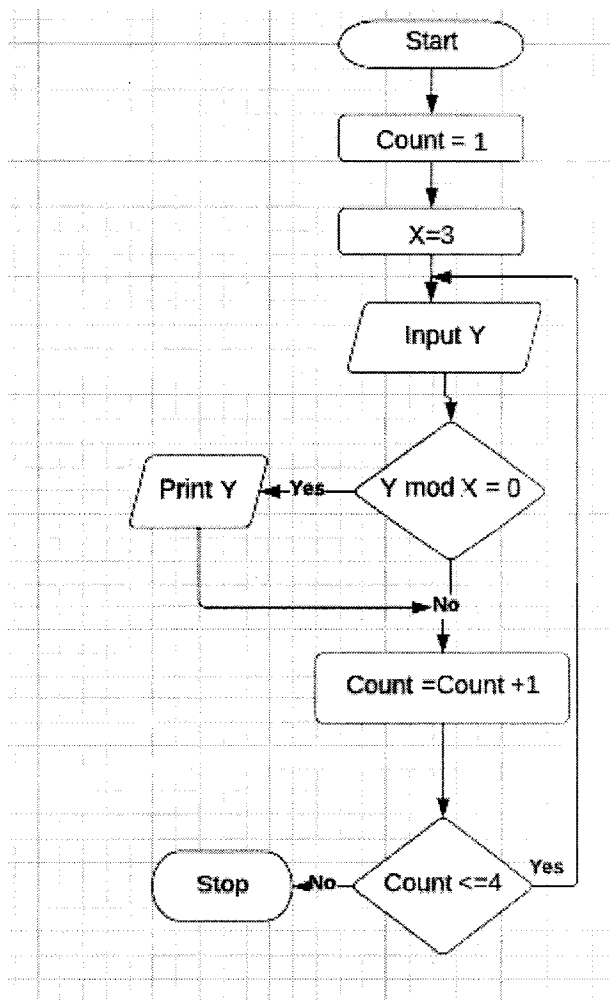 Start
Count = 1
X=3
Input Y
Y mod X = 0
Yes
Print Y
No
Count =Count +1
Count <=4
Yes
No
Stop